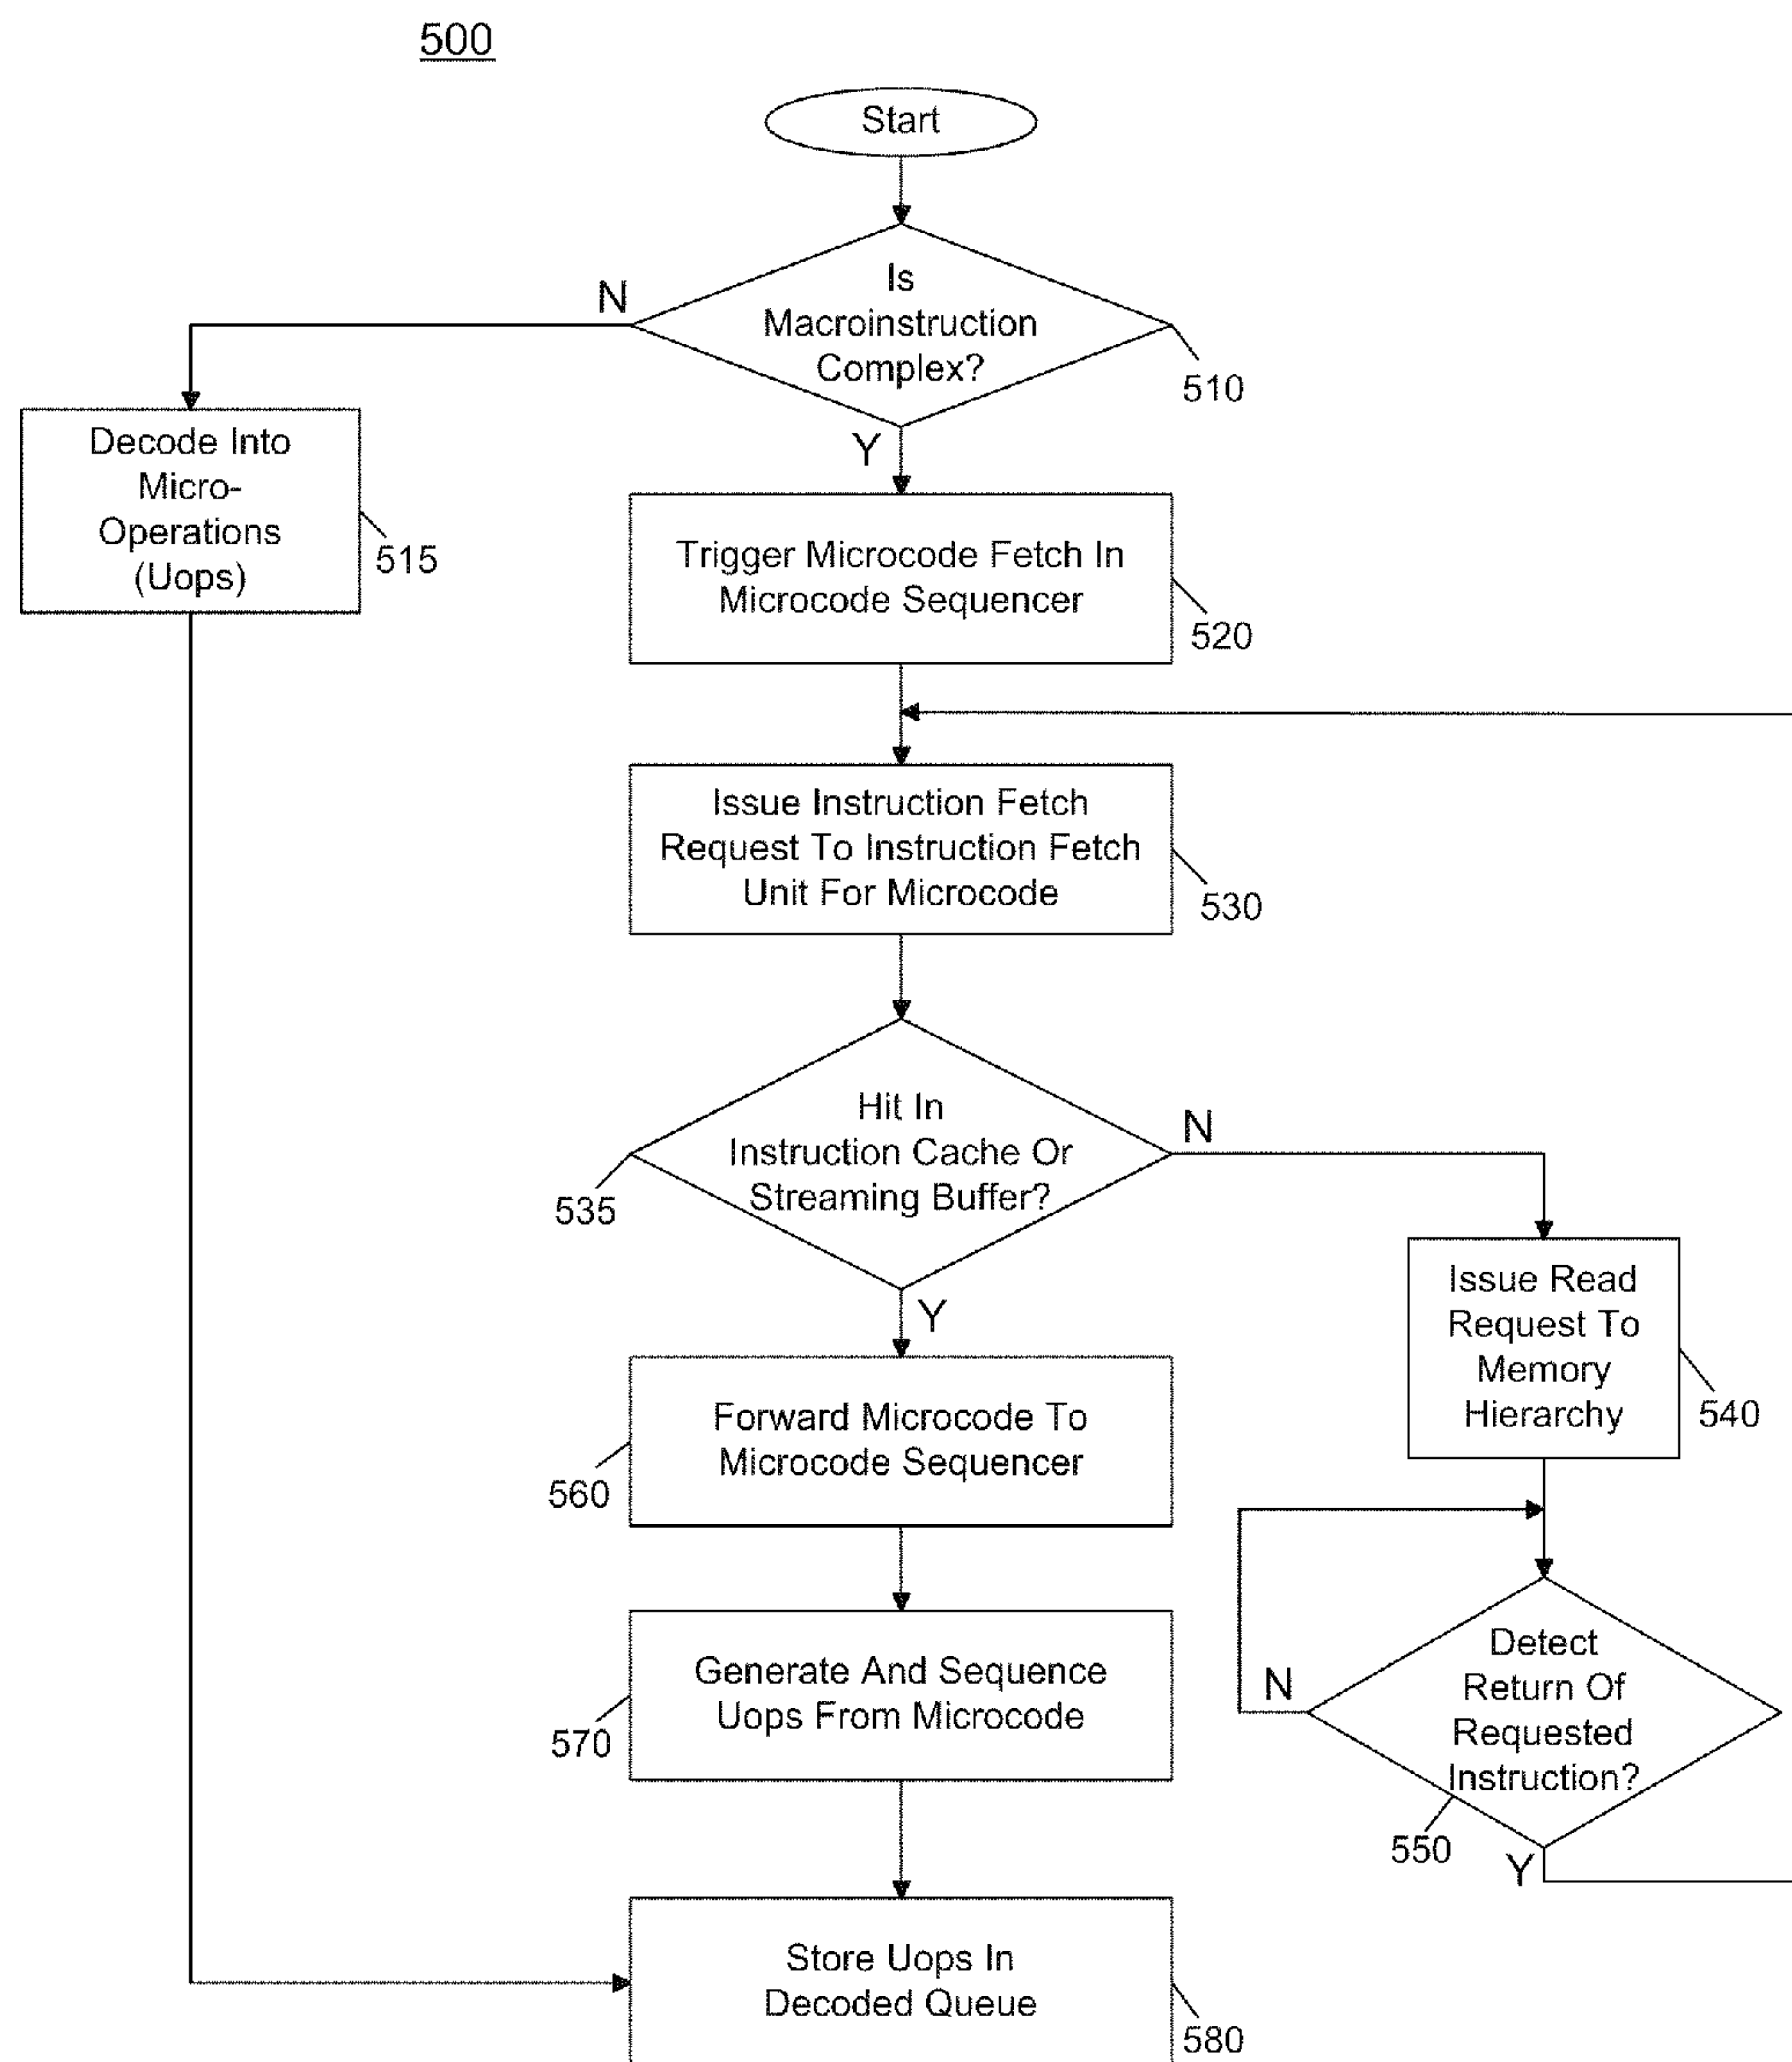 500
Start
Is
Macroinstruction
Complex?
N
510
Y
Decode Into
Micro-
Operations
(Uops)
515
Trigger Microcode Fetch In
Microcode Sequencer
520
Issue Instruction Fetch
Request To Instruction Fetch
Unit For Microcode
530
Hit In
Instruction Cache Or
Streaming Buffer?
N
535
Y
Issue Read
Request To
Memory
Hierarchy
540
Forward Microcode To
Microcode Sequencer
560
Detect
Return Of
Requested
Instruction?
N
550
Y
Generate And Sequence
Uops From Microcode
570
Store Uops In
Decoded Queue
580